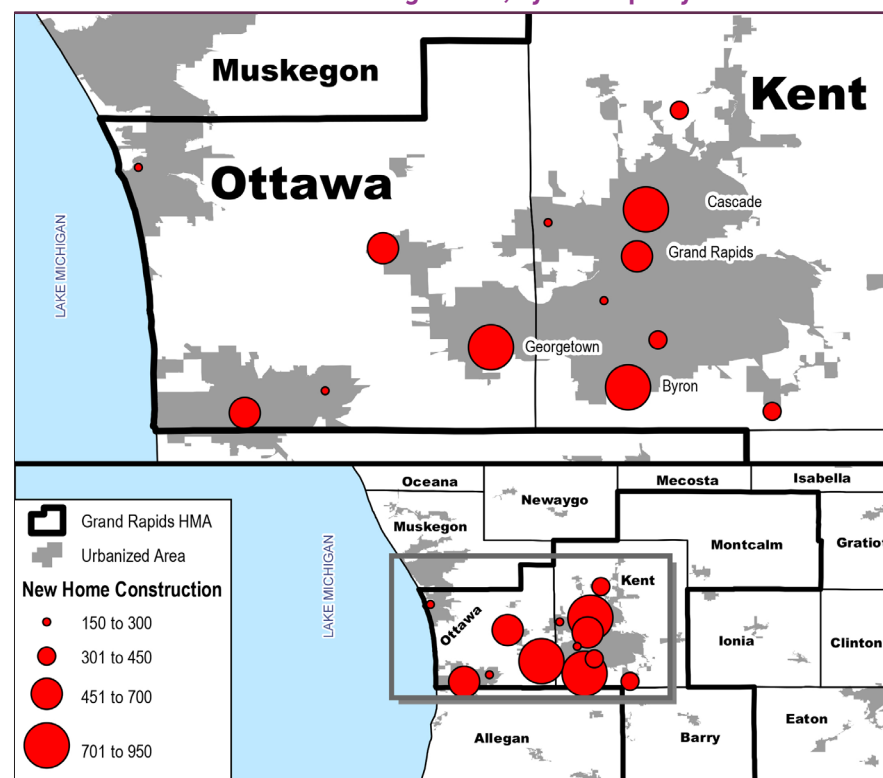 Muskegon
Kent
Ottawa
Cascade
LAKE MICHIGAN
Grand Rapids
Georgetown
Byron
Oceana
Mecosta
Isabella
Newaygo
Muskegon
Grand Rapids HMA
Urbanized Area
LAKE MICHIGAN
Montcalm
Kent
New Home Construction
150 to 300
301 to 450
451 to 700
701 to 950
Ottawa
Ionia
Clinton
Allegan
Barry
Eaton